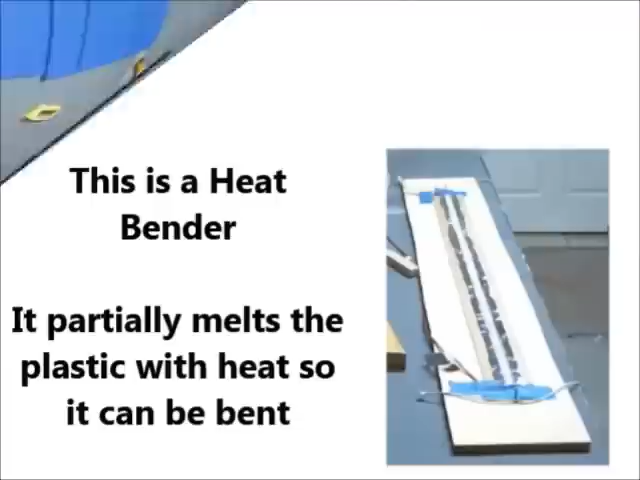 This is a Heat
Bender
It partially melts the
plastic with heat so
it can be bent